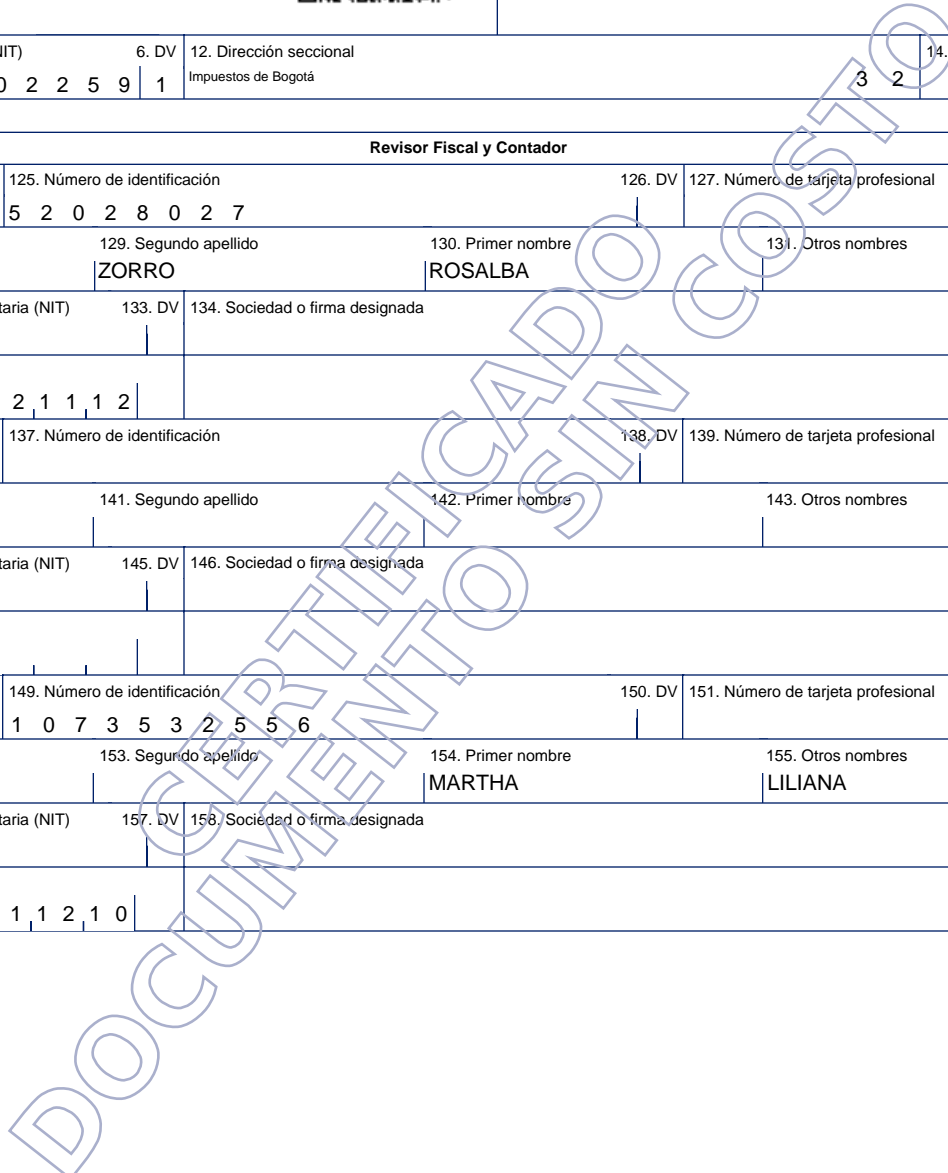 IT) 6. DV 12. Dirección seccional 14.
0 2 2 5 9 1 Impuestos de Bogotá 3 2
Revisor Fiscal y Contador
125. Número de identificación 126. DV 127. Número de tarjeta profesional
5 2 0 2 8 0 2 7
129. Segundo apellido 130. Primer nombre 131. Otros nombres
ZORRO ROSALBA
taria (NIT) 133. DV 134. Sociedad o firma designada
2 1 1 1 2
137. Número de identificación 138. DV 139. Número de tarjeta profesional
141. Segundo apellido 142. Primer nombre 143. Otros nombres
taria (NIT) 145. DV 146. Sociedad o firma designada
149. Número de identificación 150. DV 151. Número de tarjeta profesional
1 0 7 3 5 3 2 5 5 6
153. Segundo apellido 154. Primer nombre 155. Otros nombres
MARTHA LILIANA
taria (NIT) 157. DV 158. Sociedad o firma designada
1 1 2 1 0
CERTIFICADO
DOCUMENTO SIN COSTO